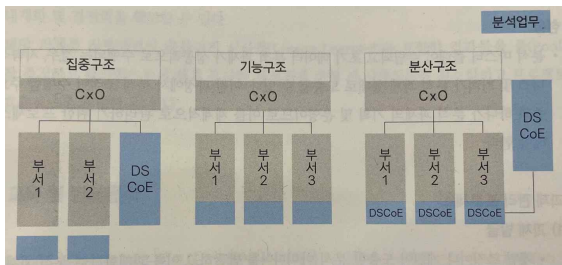 분석업무
집중구조
CxO
부서1
부서2
DS
CoE
기능구조
CxO
부서1
부서2
부서3
분산구조
CxO
부서1
부서2
부서3
DSCoE
DSCoE
DSCoE
DS
CoE